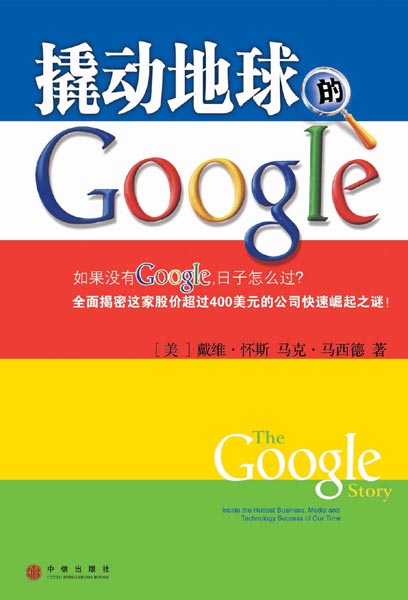 撬动地球的
Google
如果没有Google,日子怎么过?
全面揭密这家股价超过400美元的公司快速崛起之谜!
[美]戴维·怀斯 马克·马西德 著
The
Google
Story
Inside the Hottest Business, Media and
Technology Success of Our Time
中信出版社
CITIC PUBLISHING HOUSE